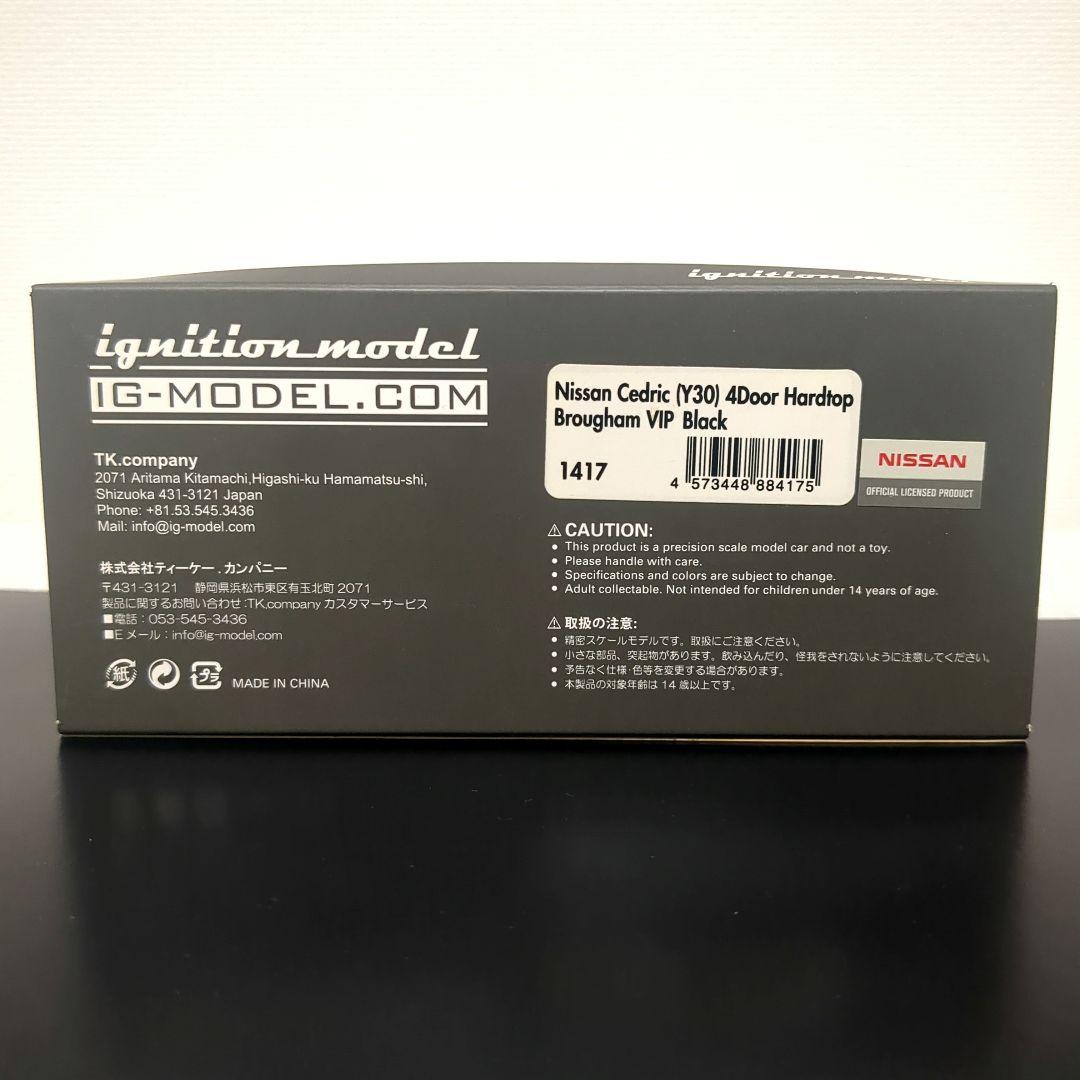 ignition model
ignition model
IG-MODEL.COM
TK.company
2071 Aritama Kitamachi,Higashi-ku Hamamatsu-shi,
Shizuoka 431-3121 Japan
Phone: +81.53.545.3436
Mail: info@ig-model.com
株式会社ティーケー.カンパニー
〒431-3121 静岡県浜松市東区有玉北町2071
製品に関するお問い合わせ:TK.company カスタマーサービス
■電話:053-545-3436
■Eメール:info@ig-model.com
紙
プラ
MADE IN CHINA
Nissan Cedric (Y30) 4Door Hardtop
Brougham VIP Black
1417
4 573448 884175
NISSAN
OFFICIAL LICENSED PRODUCT
⚠CAUTION:
● This product is a precision scale model car and not a toy.
● Please handle with care.
● Specifications and colors are subject to change.
● Adult collectable. Not intended for children under 14 years of age.
⚠取扱の注意:
● 精密スケールモデルです。取扱にご注意ください。
● 小さな部品、突起物があります。飲み込んだり、怪我をされないように注意してください。
● 予告なく仕様・色等を変更する場合があります。
● 本製品の対象年齢は14歳以上です。